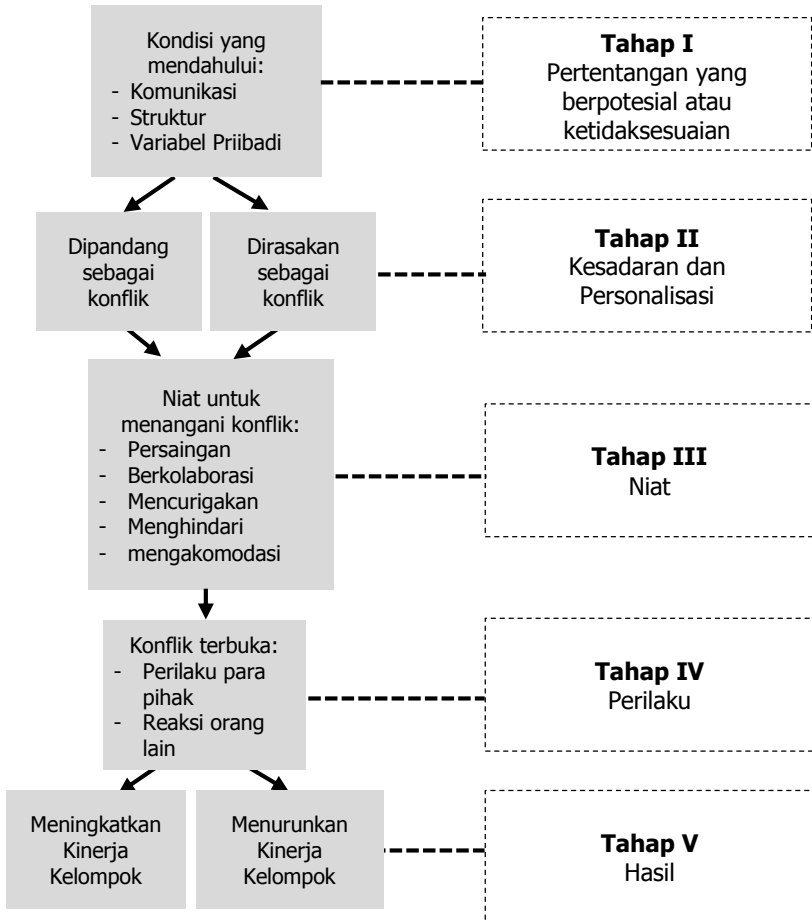 Kondisi yang
mendahului:
- Komunikasi
- Struktur
- Variabel Priibadi
Tahap I
Pertentangan yang
berpotesial atau
ketidaksesuaian
Dipandang
sebagai
konflik
Dirasakan
sebagai
konflik
Tahap II
Kesadaran dan
Personalisasi
Niat untuk
menangani konflik:
- Persaingan
- Berkolaborasi
- Mencurigakan
- Menghindari
- mengakomodasi
Tahap III
Niat
Konflik terbuka:
- Perilaku para
pihak
- Reaksi orang
lain
Tahap IV
Perilaku
Meningkatkan
Kinerja
Kelompok
Menurunkan
Kinerja
Kelompok
Tahap V
Hasil